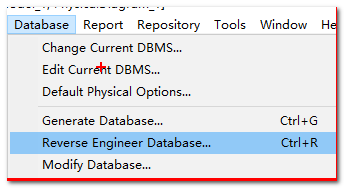 Database Report Repository Tools Window H
Change Current DBMS...
Edit Current DBMS...
Default Physical Options...
Generate Database... Ctrl+G
Reverse Engineer Database... Ctrl+R
Modify Database...